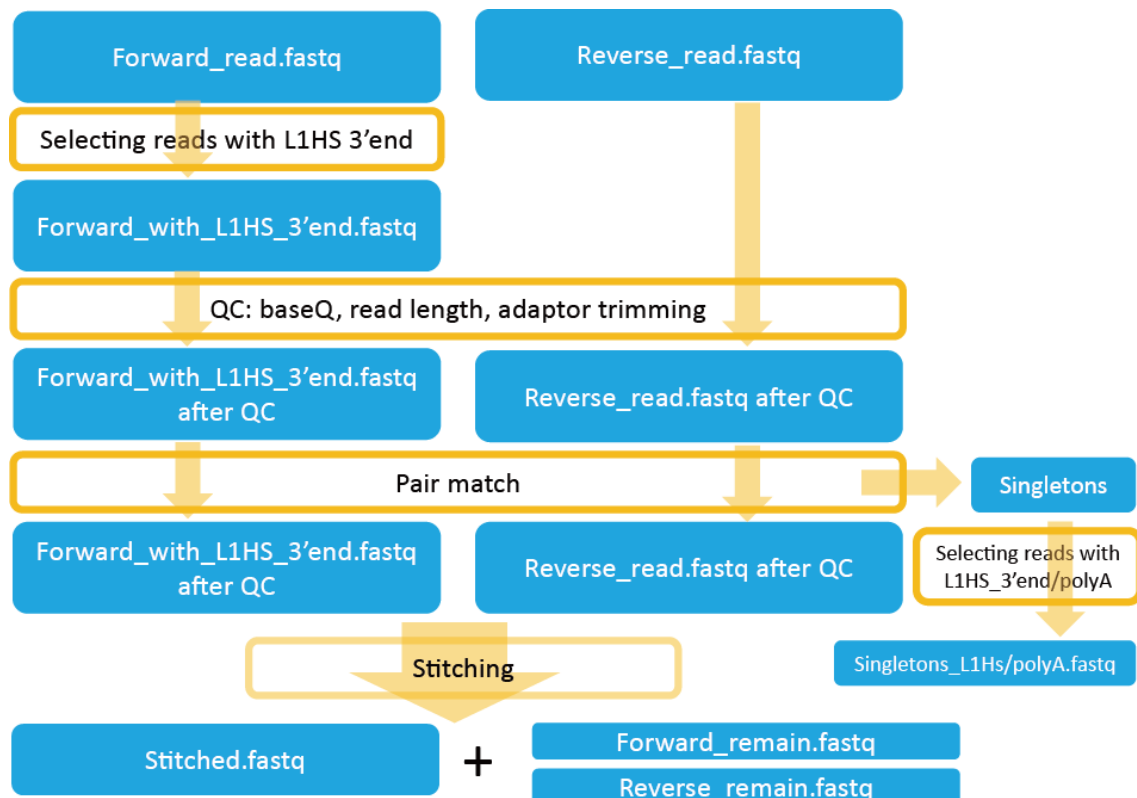 Forward_read.fastq
Reverse_read.fastq
Selecting reads with L1HS 3’end
Forward_with_L1HS_3’end.fastq
QC: baseQ, read length, adaptor trimming
Forward_with_L1HS_3’end.fastq
after QC
Reverse_read.fastq after QC
Pair match
Singletons
Forward_with_L1HS_3’end.fastq
after QC
Reverse_read.fastq after QC
Selecting reads with
L1HS_3’end/polyA
Stitching
Singletons_L1Hs/polyA.fastq
Stitched.fastq
+
Forward_remain.fastq
Reverse_remain.fastq